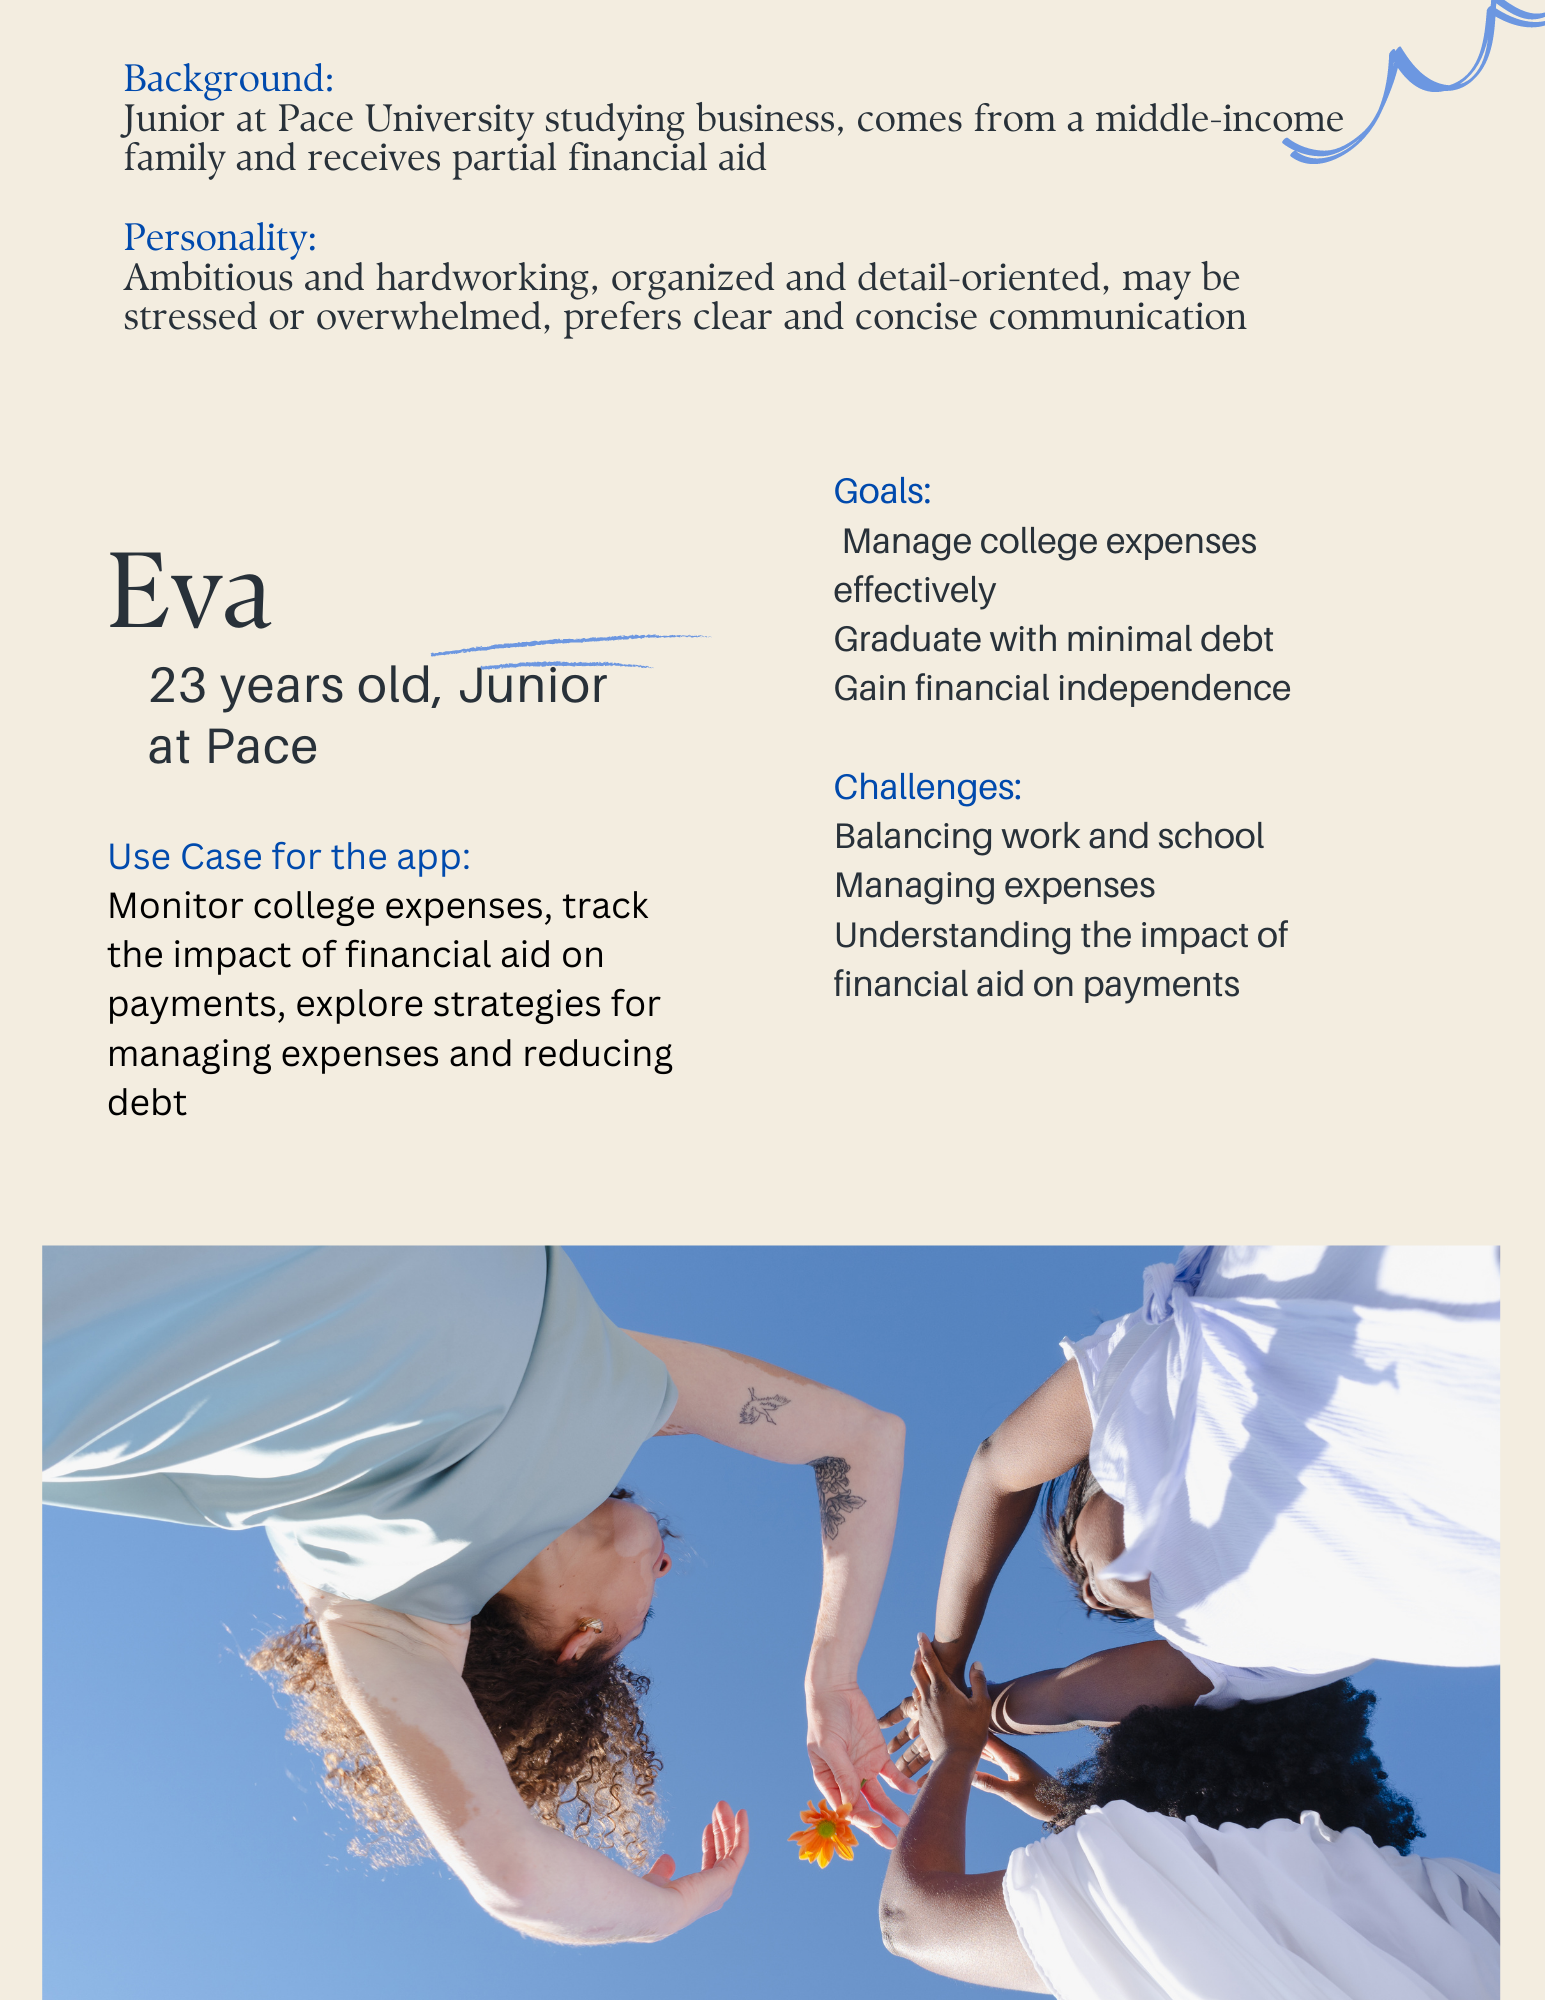 Background:
Junior at Pace University studying business, comes from a middle-income
family and receives partial financial aid
Personality:
Ambitious and hardworking, organized and detail-oriented, may be
stressed or overwhelmed, prefers clear and concise communication
Eva
23 years old, Junior
at Pace
Use Case for the app:
Monitor college expenses, track
the impact of financial aid on
payments, explore strategies for
managing expenses and reducing
debt
Goals:
Manage college expenses
effectively
Graduate with minimal debt
Gain financial independence
Challenges:
Balancing work and school
Managing expenses
Understanding the impact of
financial aid on payments